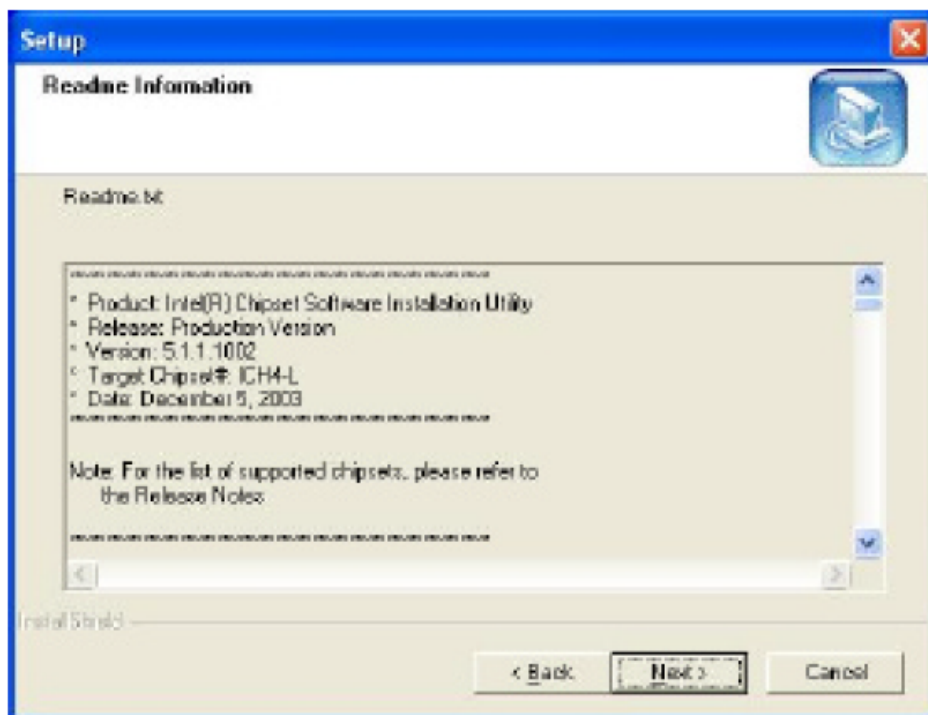 Setup
Readme Information
Readme.txt
* Product: Intel(R) Chipset Software Installation Utility
* Release: Production Version
* Version: 5.1.1.1002
* Target Chipset#: ICH4-L
* Date: December 5, 2003
Note: For the list of supported chipsets, please refer to
the Release Notes
InstallShield
< Back
Next >
Cancel